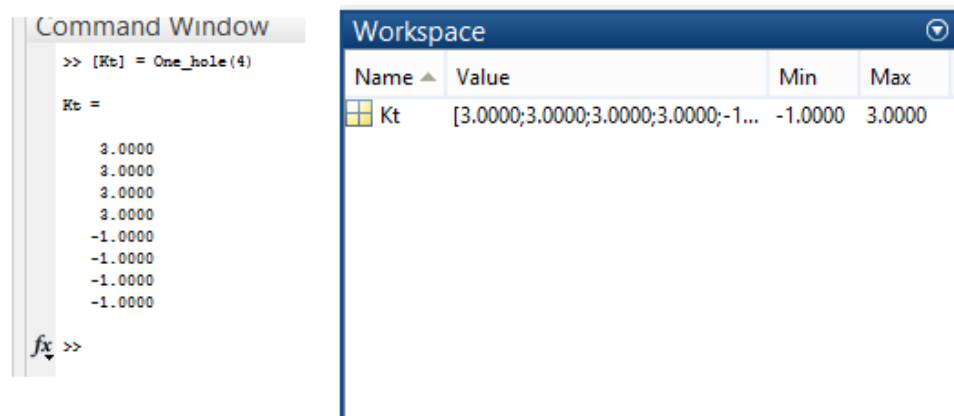 Command Window
>> [Kt] = One_hole(4)
Kt =
3.0000
3.0000
3.0000
3.0000
-1.0000
-1.0000
-1.0000
-1.0000
fx >>
Workspace
Name Value Min Max
Kt [3.0000;3.0000;3.0000;3.0000;-1... -1.0000 3.0000